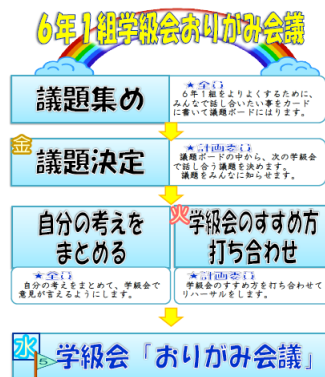 6年1組学級会おりがみ会議
議題集め
★全員
6年1組をよりよくするために、
みんなで話し合いたい事をカード
に書いて議題ボードにはります。
金
議題決定
★計画委員
議題ボードの中から、次の学級会
で話し合う議題を決めます。
議題をみんなに知らせます。
自分の考えを
まとめる
★全員
自分の考えをまとめて、学級会で
意見が言えるようにします。
火
学級会のすすめ方
打ち合わせ
★計画委員
学級会のすすめ方を打ち合わせて
リハーサルをします。
水
5
学級会「おりがみ会議」